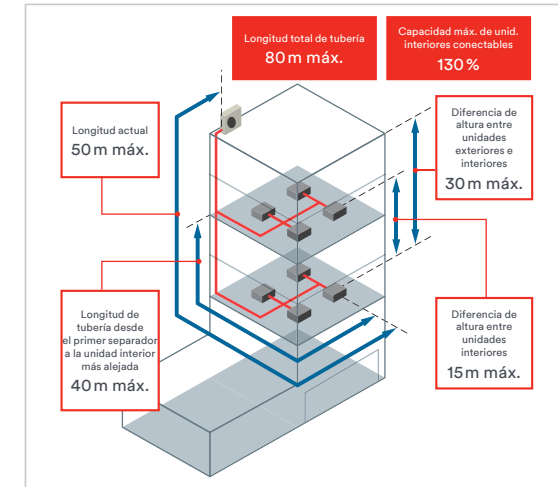 Longitud total de tubería
80 m máx.
Capacidad máx. de unid.
interiores conectables
130 %
Longitud actual
50 m máx.
Diferencia de
altura entre
unidades
exteriores e
interiores
30 m máx.
Longitud de
tubería desde
el primer separador
a la unidad interior
más alejada
40 m máx.
Diferencia de
altura entre
unidades
interiores
15 m máx.